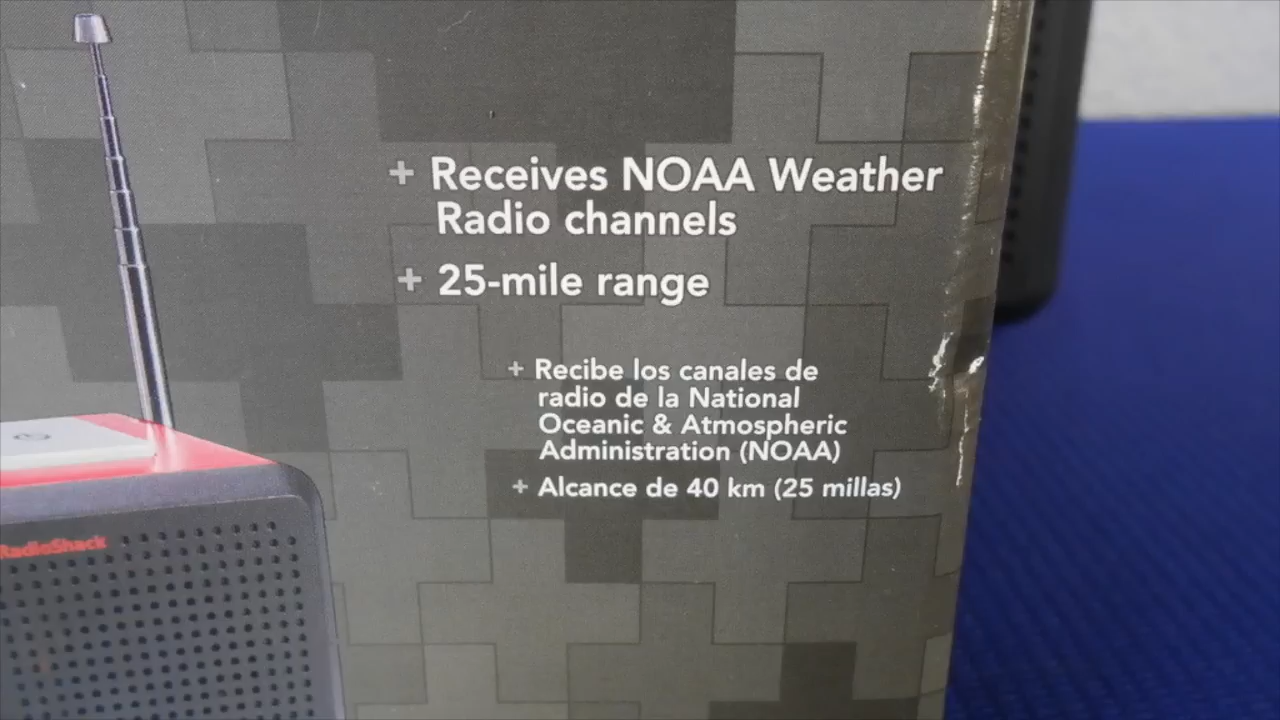 + Receives NOAA Weather
Radio channels
+ 25-mile range
+ Recibe los canales de
radio de la National
Oceanic & Atmospheric
Administration (NOAA)
+ Alcance de 40 km (25 millas)
RadioShack